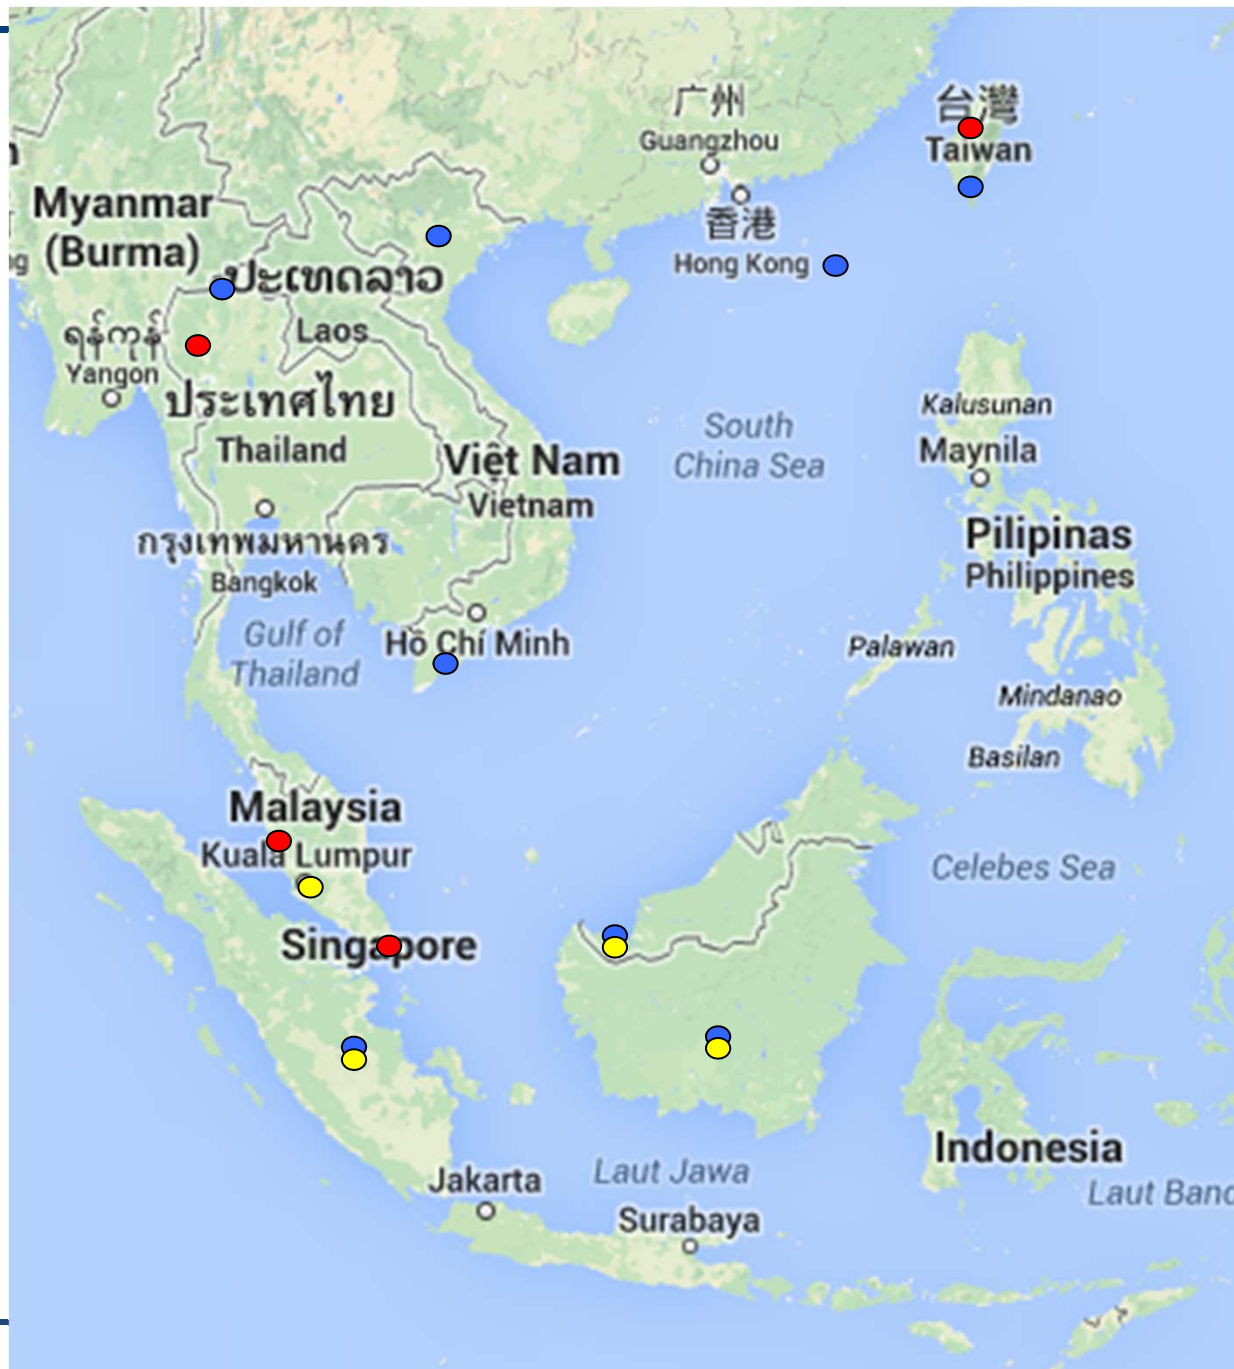 广州
Guangzhou
台灣
Taiwan
n
Myanmar
(Burma)
ng
香港
Hong Kong
ປະເທດລາວ
Laos
ရန်ကုန်
Yangon
ประเทศไทย
Thailand
Việt Nam
Vietnam
South
China Sea
Kalusunan
Maynila
กรุงเทพมหานคร
Bangkok
Pilipinas
Philippines
Gulf of
Thailand
Hồ Chí Minh
Palawan
Mindanao
Basilan
Malaysia
Kuala Lumpur
Celebes Sea
Singapore
Indonesia
Jakarta
Laut Jawa
Laut Banc
Surabaya